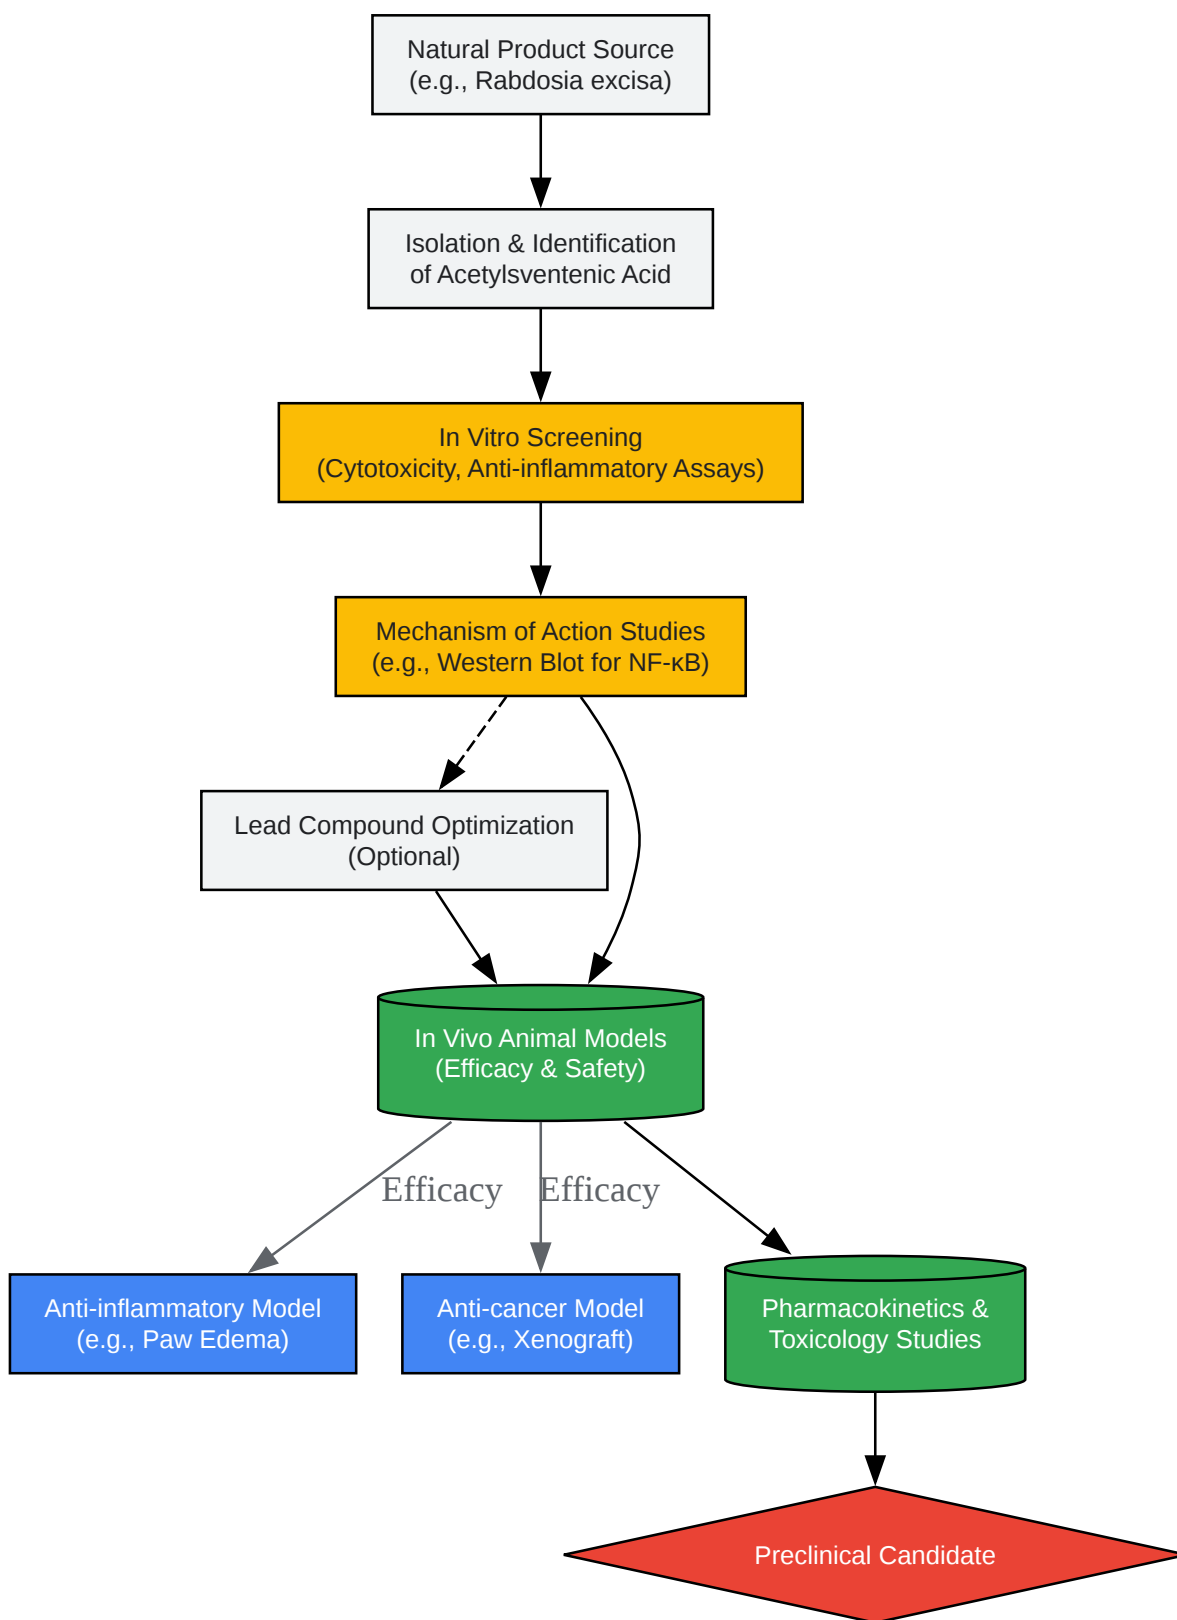 Natural Product Source
(e.g., Rabdosia excisa)
Isolation & Identification
of Acetylsventenic Acid
In Vitro Screening
(Cytotoxicity, Anti-inflammatory Assays)
Mechanism of Action Studies
(e.g., Western Blot for NF-κB)
Lead Compound Optimization
(Optional)
In Vivo Animal Models
(Efficacy & Safety)
Efficacy
Efficacy
Anti-inflammatory Model
(e.g., Paw Edema)
Anti-cancer Model
(e.g., Xenograft)
Pharmacokinetics &
Toxicology Studies
Preclinical Candidate